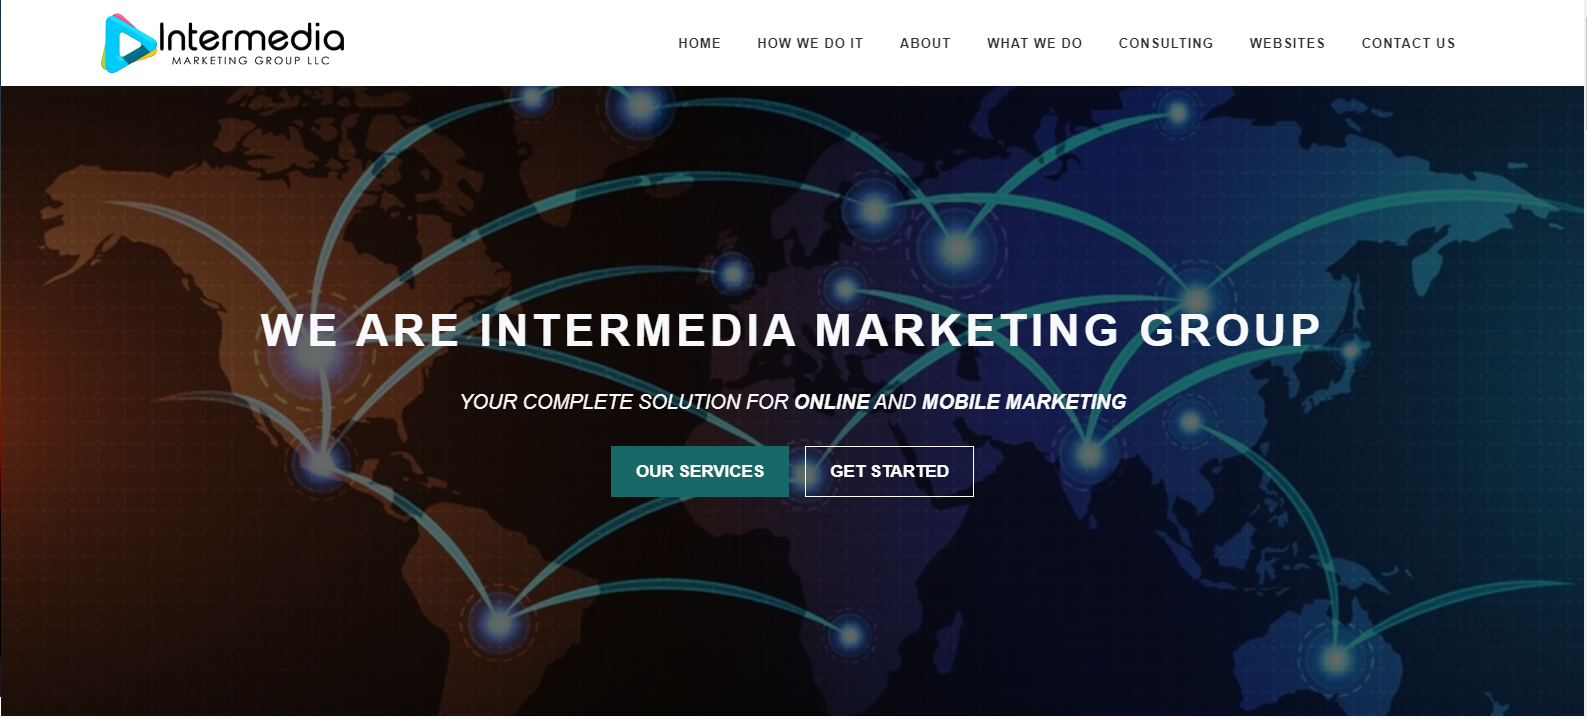 Intermedia
MARKETING GROUP LLC
HOME HOW WE DO IT ABOUT WHAT WE DO CONSULTING WEBSITES CONTACT US
WE ARE INTERMEDIA MARKETING GROUP
YOUR COMPLETE SOLUTION FOR ONLINE AND MOBILE MARKETING
OUR SERVICES GET STARTED